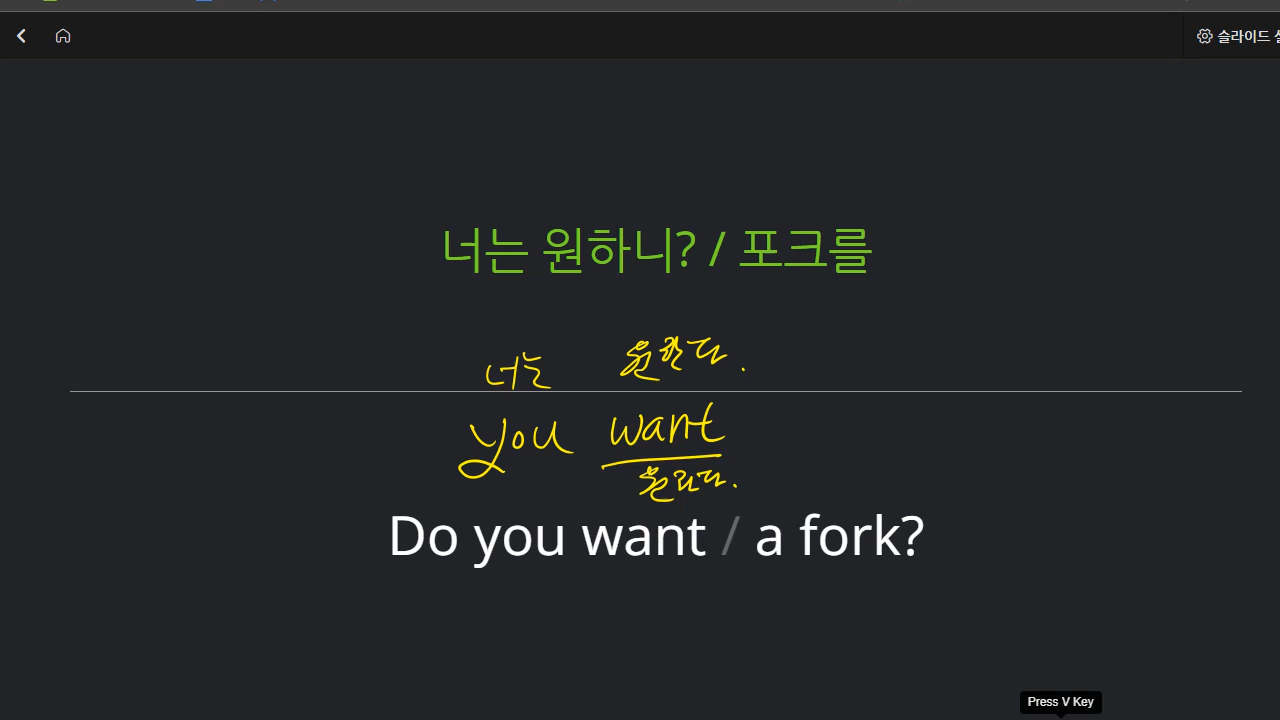 슬라이드
너는 원하니? / 포크를
너는 원한다.
you want
원한다.
Do you want / a fork?
Press V Key